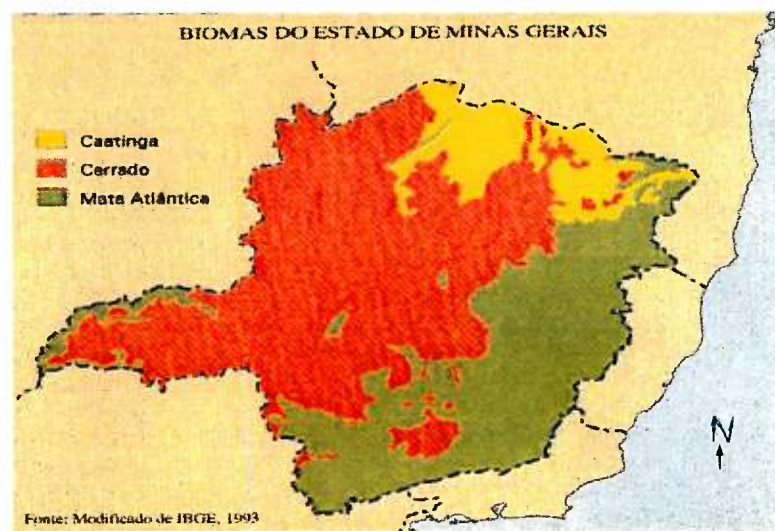 BIOMAS DO ESTADO DE MINAS GERAIS
Caatinga
Cerrado
Mata Atlântica
N
Fonte: Modificado de IBGE, 1993